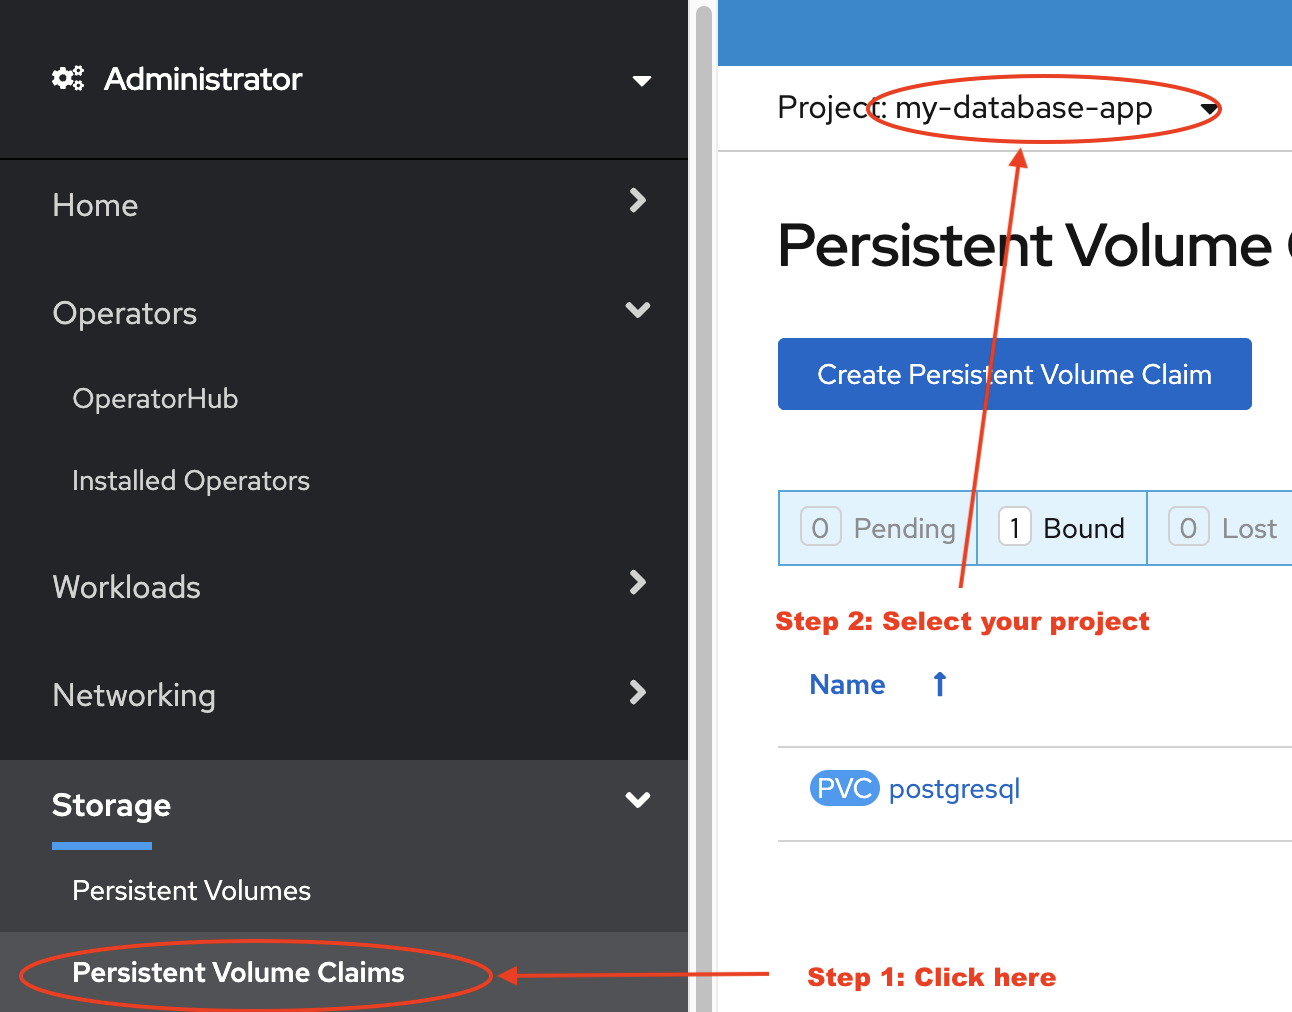 Administrator
Home
Operators
OperatorHub
Installed Operators
Workloads
Networking
Storage
Persistent Volumes
Persistent Volume Claims
Project: my-database-app
Persistent Volume
Create Persistent Volume Claim
0 Pending 1 Bound 0 Lost
Step 2: Select your project
Name
PVC postgresql
Step 1: Click here